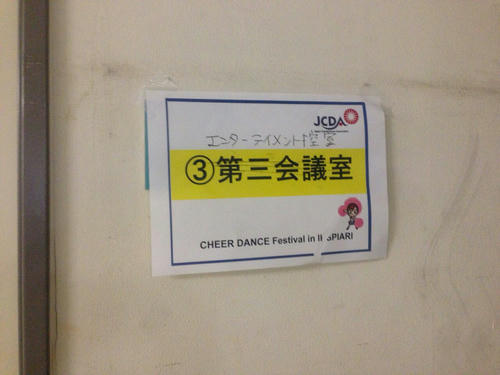 JCDA
エンターテイメント控室
③第三会議室
CHEER DANCE Festival in IKSPIARI